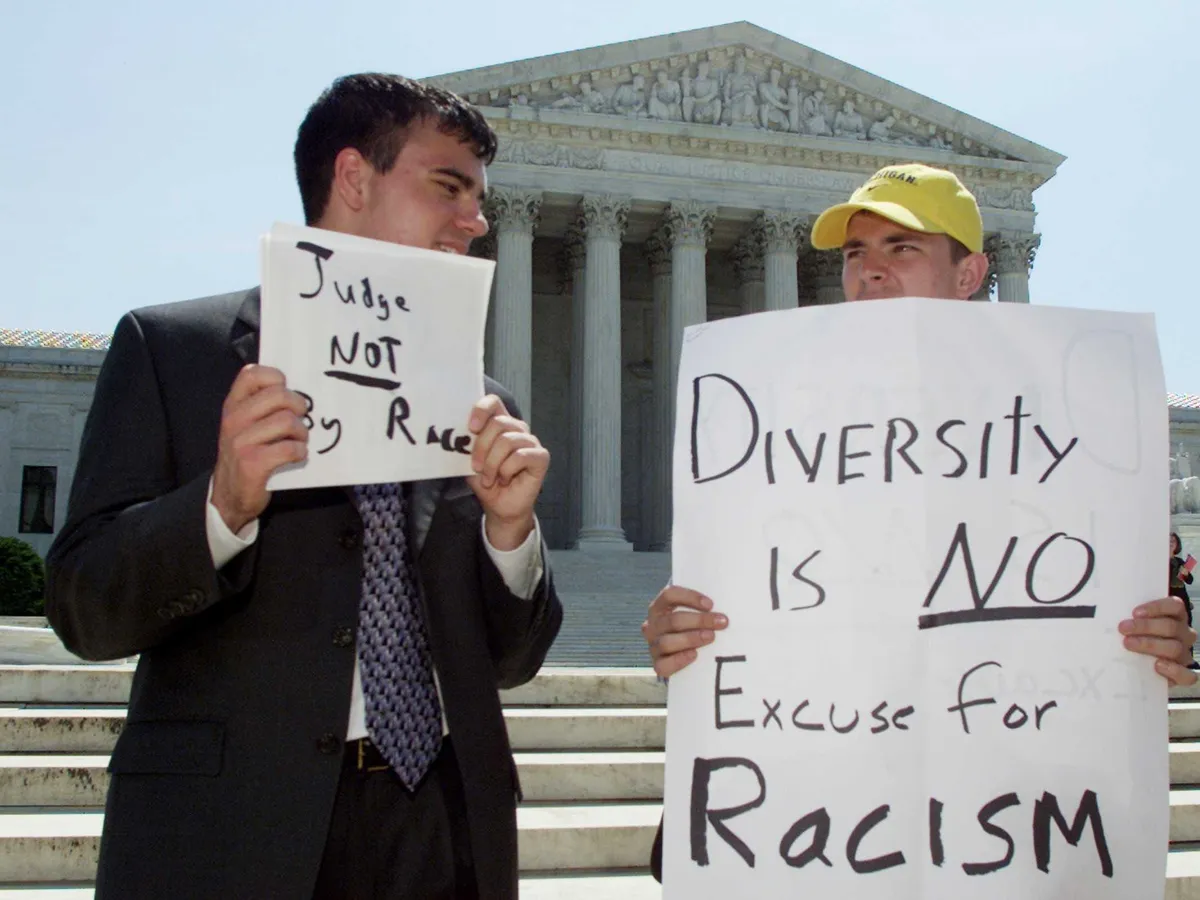 Judge
NOT
By Race
DIVERSITY
IS NO
Excuse for
RACISM